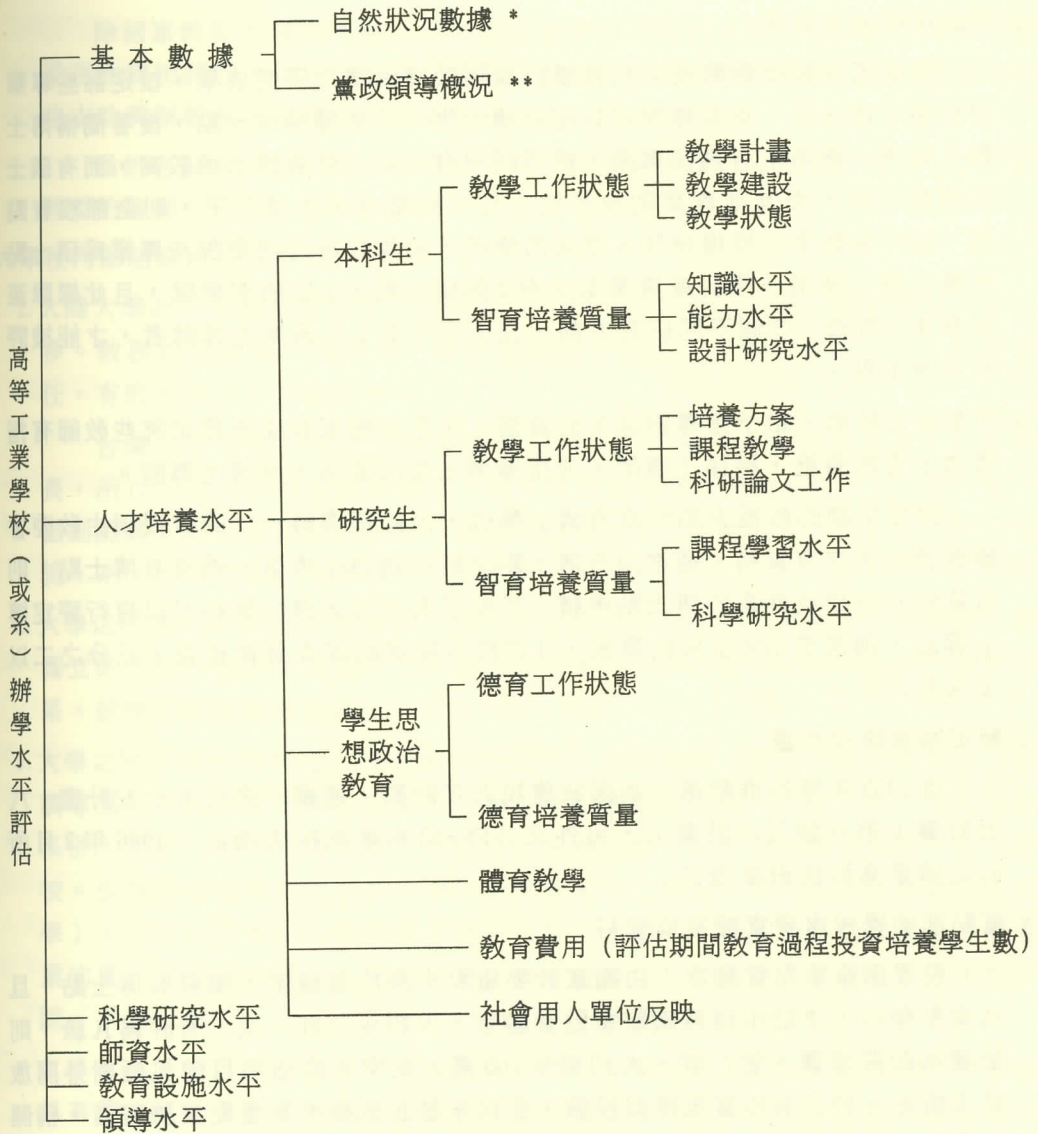 自然狀況數據 *
基本數據
黨政領導概況 **
教學計畫
教學工作狀態
教學建設
教學狀態
本科生
知識水平
智育培養質量
能力水平
設計研究水平
高等工業學校（或系）辦學水平評估
培養方案
教學工作狀態
課程教學
科研論文工作
人才培養水平
研究生
課程學習水平
智育培養質量
科學研究水平
德育工作狀態
學生思
想政治
教育
德育培養質量
體育教學
教育費用（評估期間教育過程投資培養學生數）
社會用人單位反映
科學研究水平
師資水平
教育設施水平
領導水平